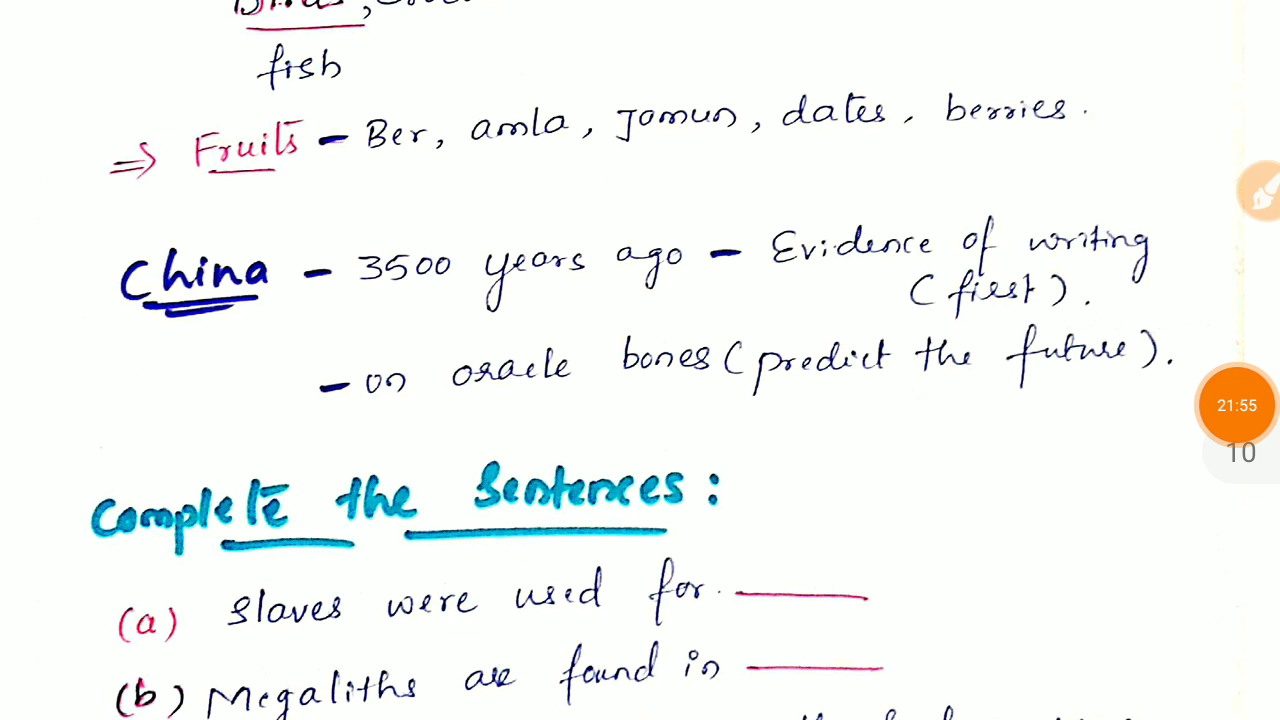 fish
⇒ Fruits - Ber, amla, Jamun, dates, berries.
China - 3500 years ago - Evidence of writing
(first).
- on oracle bones (predict the future).
21:55
10
Complete the Sentences:
(a) Slaves were used for.
(b) Megaliths are found in